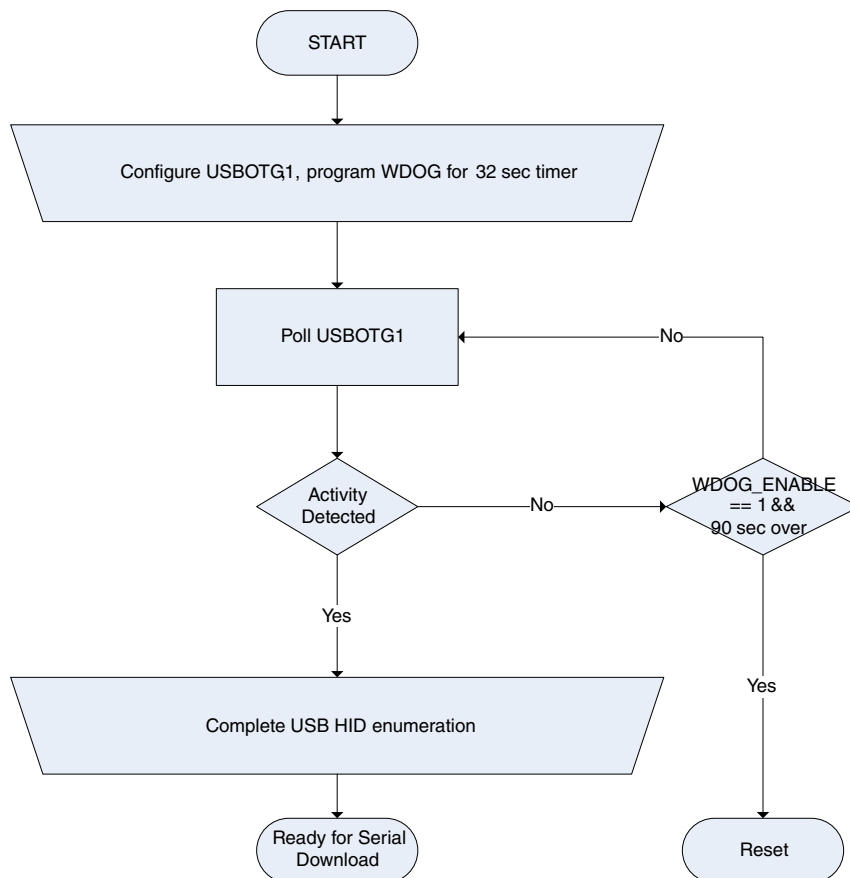 START
Configure USBOTG1, program WDOG for 32 sec timer
Poll USBOTG1
No
Activity
Detected
No
WDOG_ENABLE
== 1 &&
90 sec over
Yes
Yes
Complete USB HID enumeration
Ready for Serial
Download
Reset